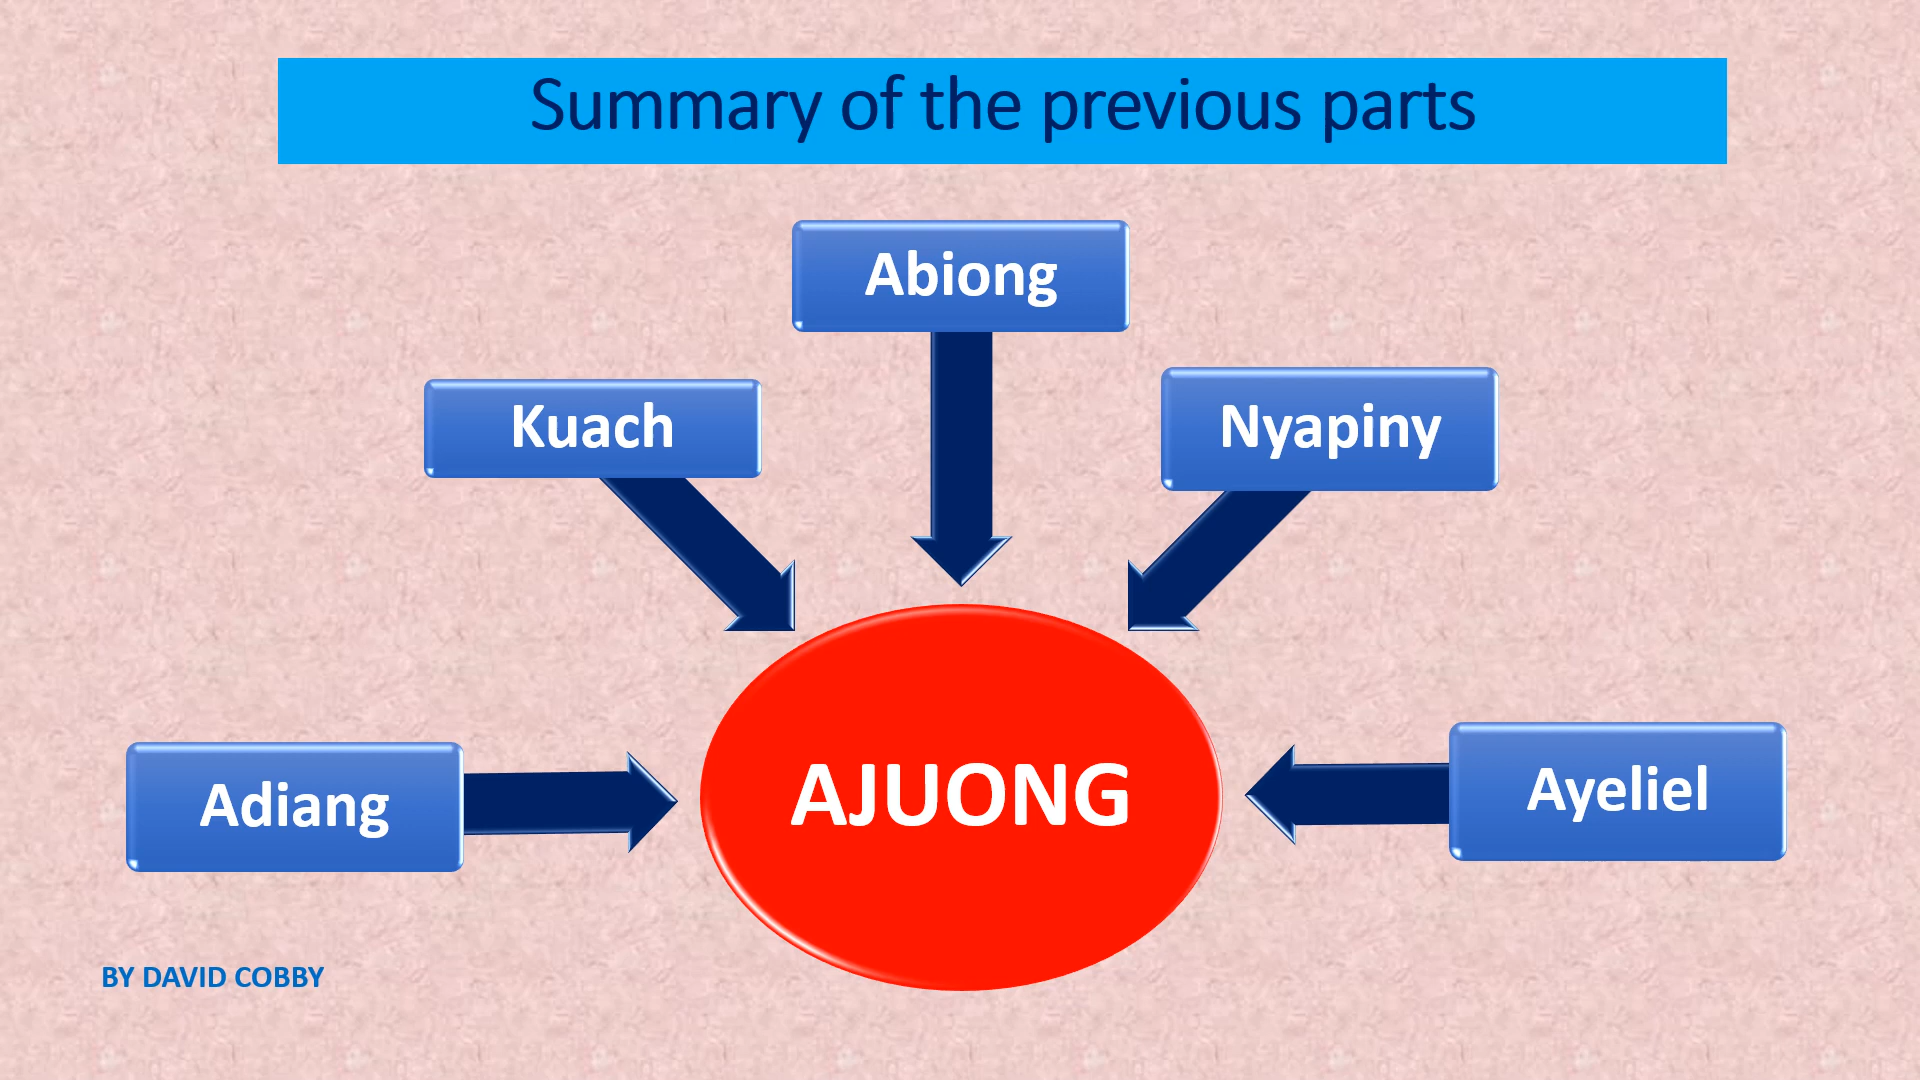 Summary of the previous parts
Abiong
Kuach
Nyapiny
Adiang
AJUONG
Ayeliel
BY DAVID COBBY